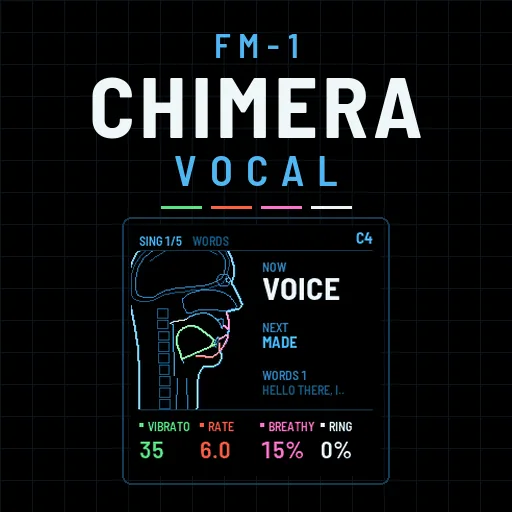 FM-1
CHIMERA
VOCAL
SING 1/5 WORDS C4
NOW
VOICE
NEXT
MADE
WORDS 1
HELLO THERE, I..
VIBRATO RATE BREATHY RING
35 6.0 15% 0%